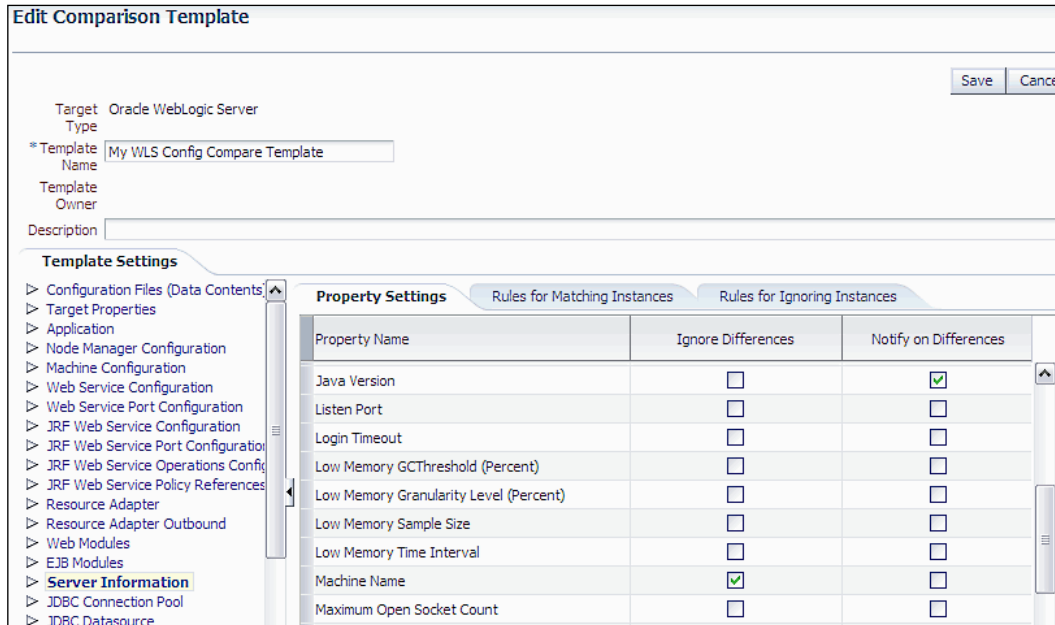 Edit Comparison Template
Save
Cance
Target Type
Oracle WebLogic Server
* Template Name
My WLS Config Compare Template
Template Owner
Description
Template Settings
Configuration Files (Data Contents)
Target Properties
Application
Node Manager Configuration
Machine Configuration
Web Service Configuration
Web Service Port Configuration
JRF Web Service Configuration
JRF Web Service Port Configuration
JRF Web Service Operations Config
JRF Web Service Policy References
Resource Adapter
Resource Adapter Outbound
Web Modules
EJB Modules
Server Information
JDBC Connection Pool
JDBC Datasource
Property Settings
Rules for Matching Instances
Rules for Ignoring Instances
Property Name
Ignore Differences
Notify on Differences
Java Version
Listen Port
Login Timeout
Low Memory GCThreshold (Percent)
Low Memory Granularity Level (Percent)
Low Memory Sample Size
Low Memory Time Interval
Machine Name
Maximum Open Socket Count